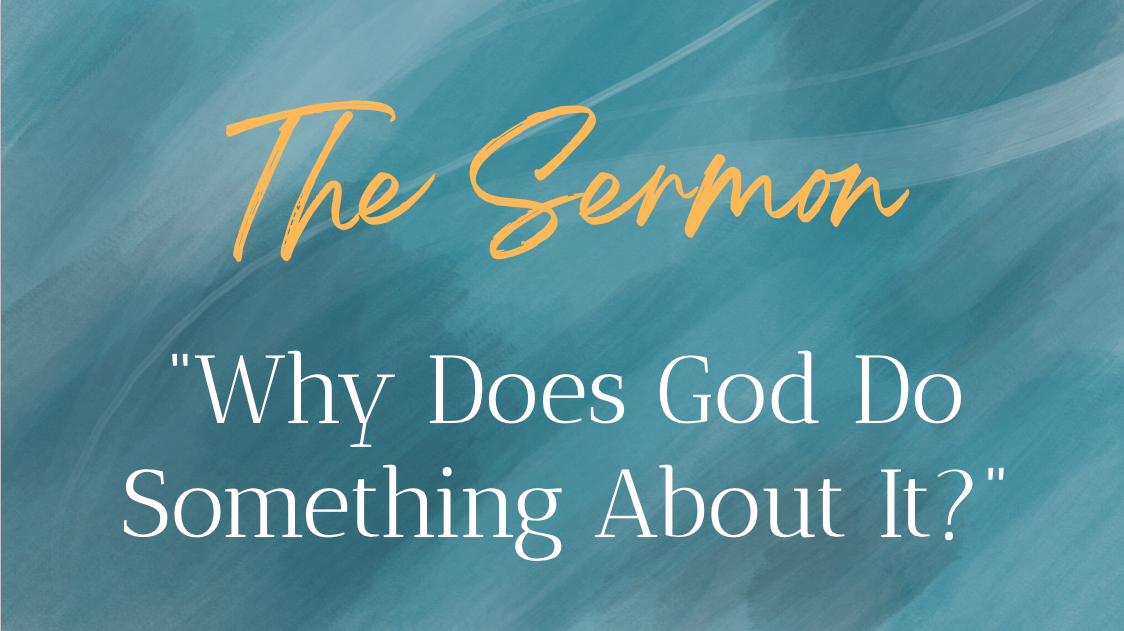 The Sermon
"Why Does God Do
Something About It?"